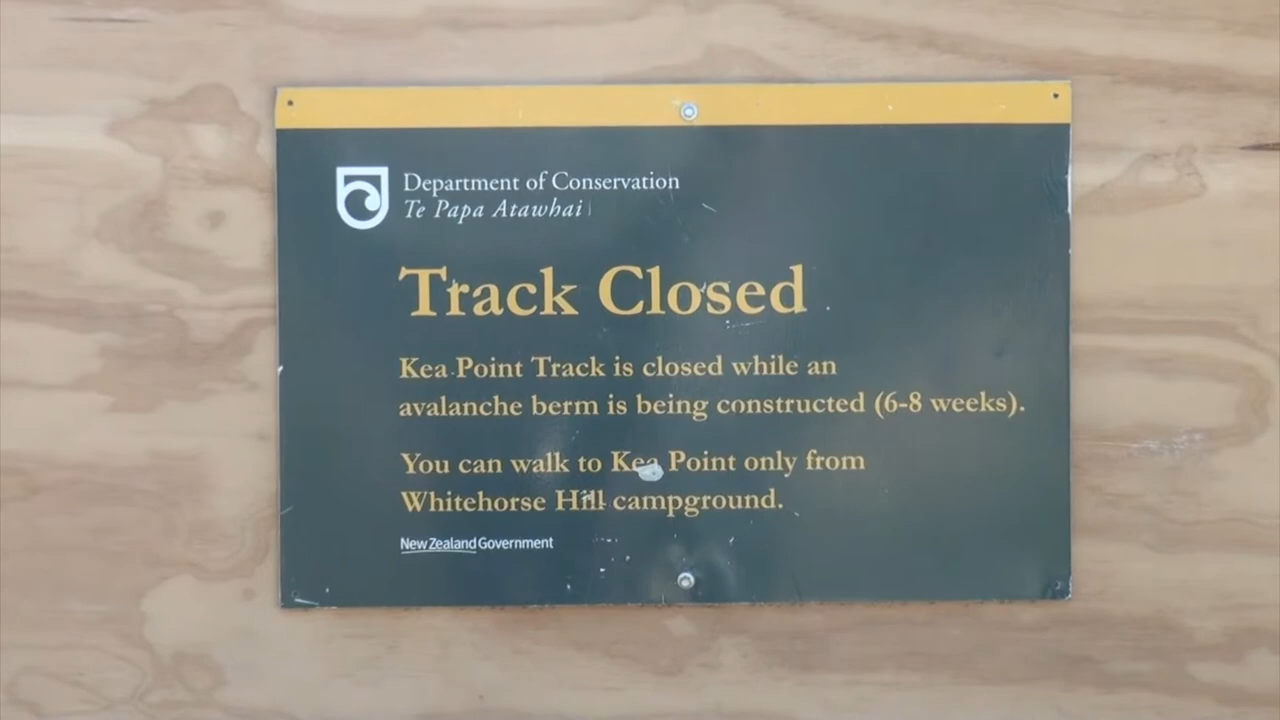 Department of Conservation
Te Papa Atawhai
Track Closed
Kea Point Track is closed while an
avalanche berm is being constructed (6-8 weeks).
You can walk to Kea Point only from
Whitehorse Hill campground.
New Zealand Government